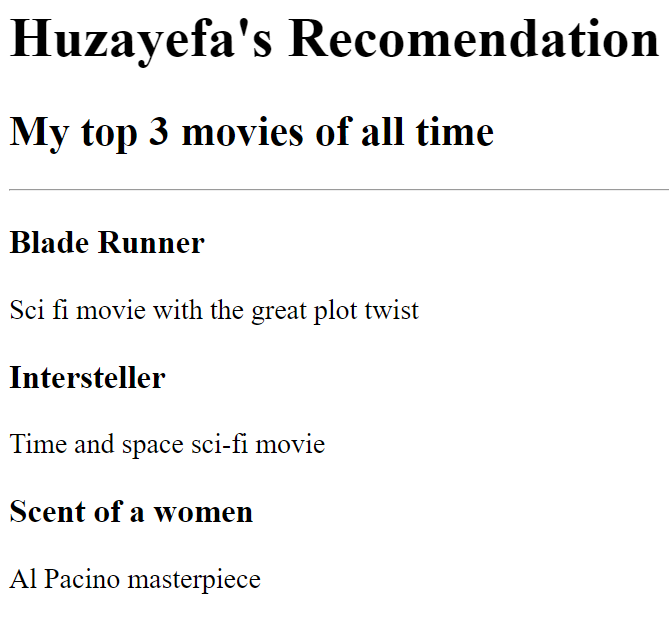 Huzayefa's Recomendation
My top 3 movies of all time
Blade Runner
Sci fi movie with the great plot twist
Intersteller
Time and space sci-fi movie
Scent of a women
Al Pacino masterpiece